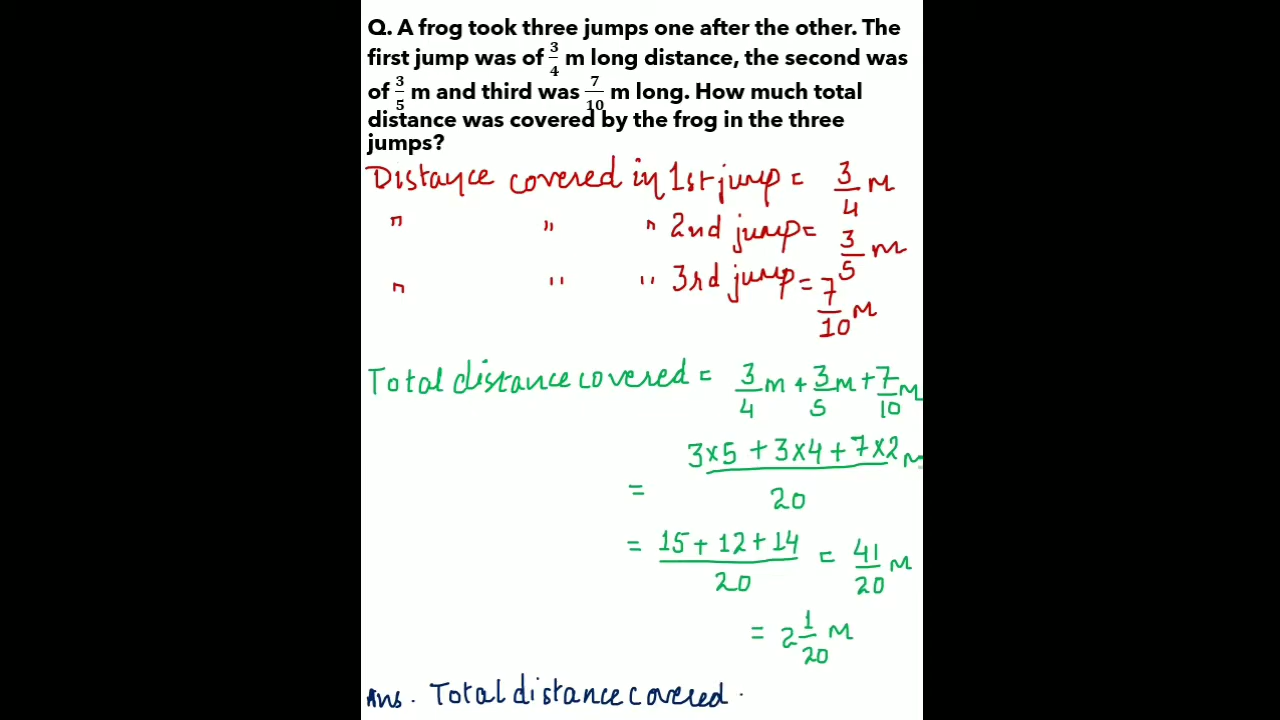 Q. A frog took three jumps one after the other. The
first jump was of 3/4 m long distance, the second was
of 3/5 m and third was 7/10 m long. How much total
distance was covered by the frog in the three
jumps?
Distance covered in 1st jump = 3/4 m
" " " 2nd jump = 3/5 m
" " " 3rd jump = 7/10 m
Total distance covered = 3/4 m + 3/5 m + 7/10 m
= (3×5 + 3×4 + 7×2)/20 m
= (15 + 12 + 14)/20 = 41/20 m
= 2 1/20 m
Ans. Total distance covered